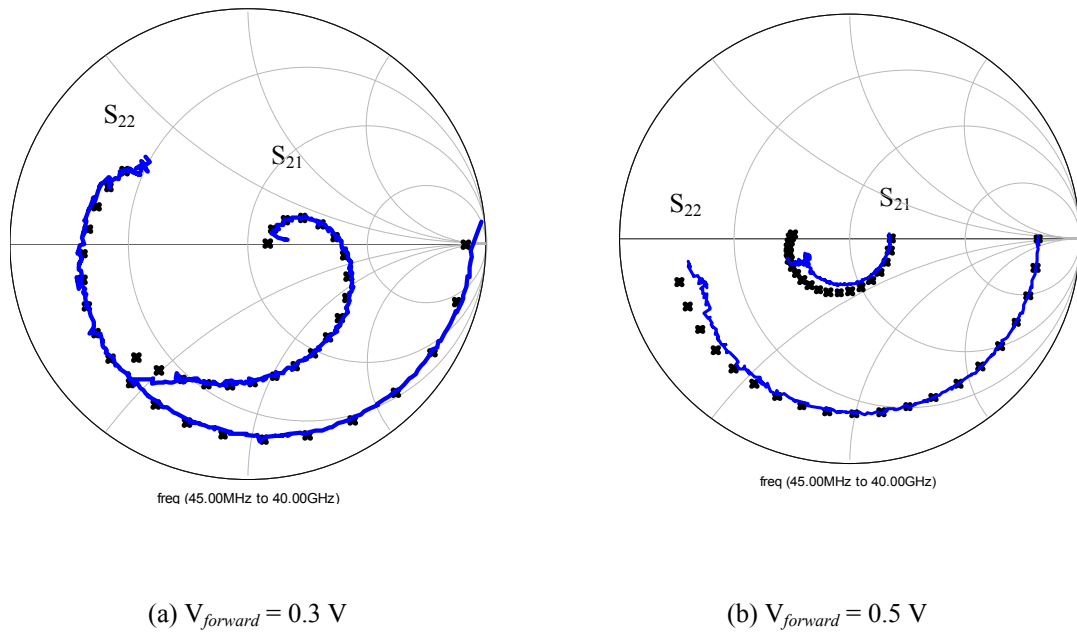 S22
S21
freq (45.00MHz to 40.00GHz)
(a) Vforward = 0.3 V
S22
S21
freq (45.00MHz to 40.00GHz)
(b) Vforward = 0.5 V